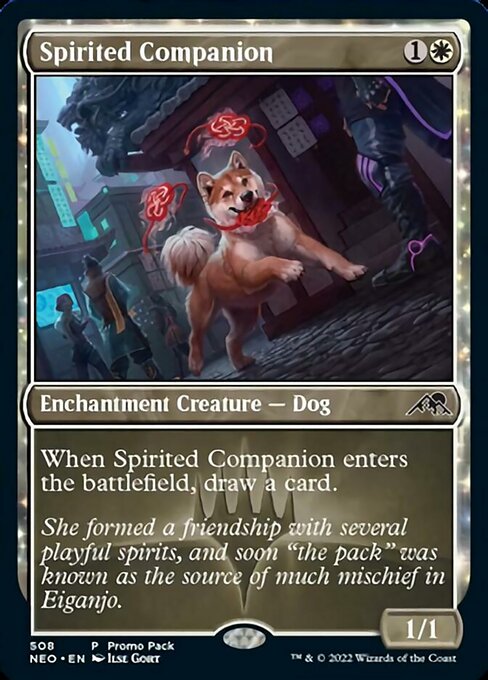 Spirited Companion 1
Enchantment Creature — Dog
When Spirited Companion enters
the battlefield, draw a card.
She formed a friendship with several
playful spirits, and soon “the pack” was
known as the source of much mischief in
Eiganjo.
1/1
508 P Promo Pack
NEO • EN Ilse Gort ™ & © 2022 Wizards of the Coast